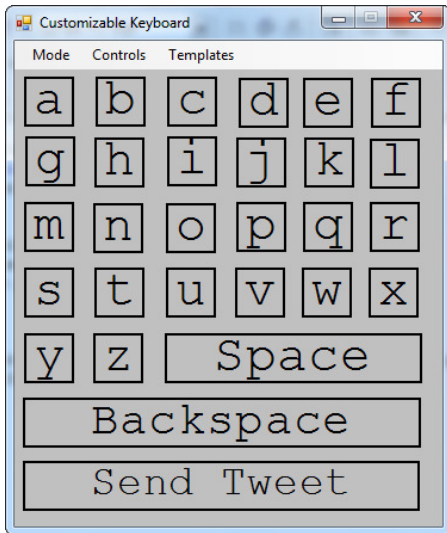 Customizable Keyboard
Mode Controls Templates
a b c d e f
g h i j k l
m n o p q r
s t u v w x
y z Space
Backspace
Send Tweet